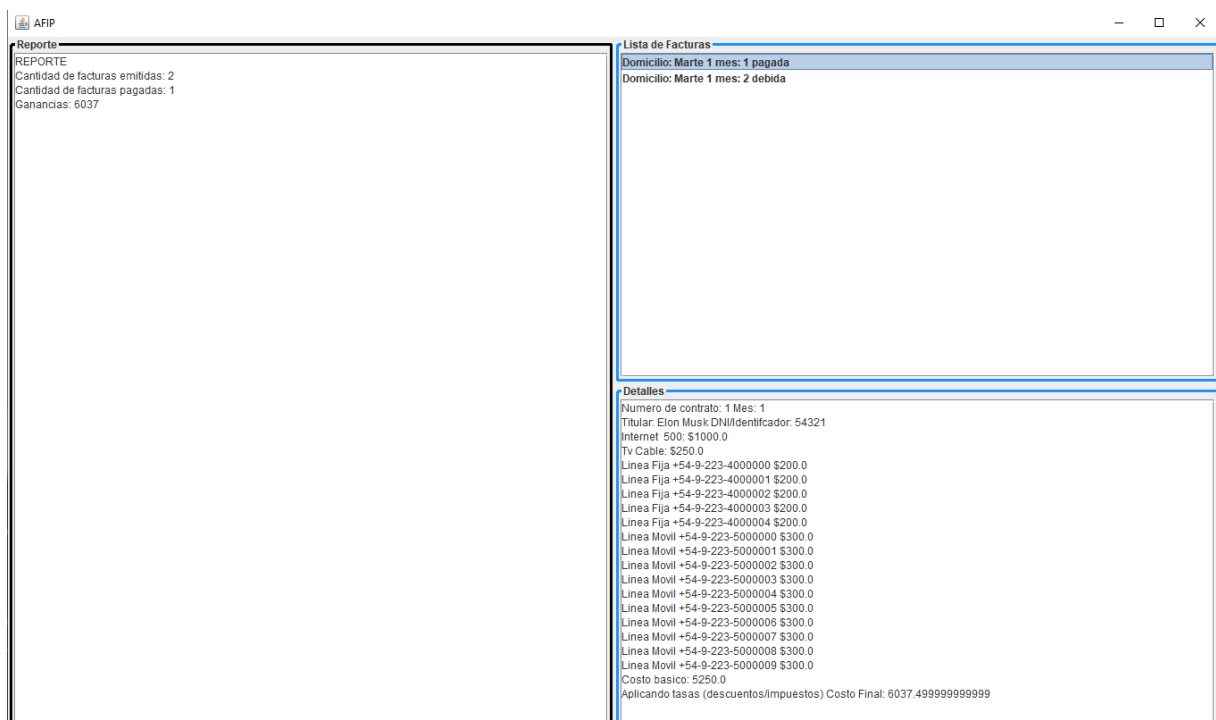 AFIP
Reporte
REPORTE
Cantidad de facturas emitidas: 2
Cantidad de facturas pagadas: 1
Ganancias: 6037
Lista de Facturas
Domicilio: Marte 1 mes: 1 pagada
Domicilio: Marte 1 mes: 2 debida
Detalles
Numero de contrato: 1 Mes: 1
Titular: Elon Musk DNI/Identifcador: 54321
Internet 500: $1000.0
Tv Cable: $250.0
Linea Fija +54-9-223-4000000 $200.0
Linea Fija +54-9-223-4000001 $200.0
Linea Fija +54-9-223-4000002 $200.0
Linea Fija +54-9-223-4000003 $200.0
Linea Fija +54-9-223-4000004 $200.0
Linea Movil +54-9-223-5000000 $300.0
Linea Movil +54-9-223-5000001 $300.0
Linea Movil +54-9-223-5000002 $300.0
Linea Movil +54-9-223-5000003 $300.0
Linea Movil +54-9-223-5000004 $300.0
Linea Movil +54-9-223-5000005 $300.0
Linea Movil +54-9-223-5000006 $300.0
Linea Movil +54-9-223-5000007 $300.0
Linea Movil +54-9-223-5000008 $300.0
Linea Movil +54-9-223-5000009 $300.0
Costo basico: 5250.0
Aplicando tasas (descuentos/impuestos) Costo Final: 6037.499999999999